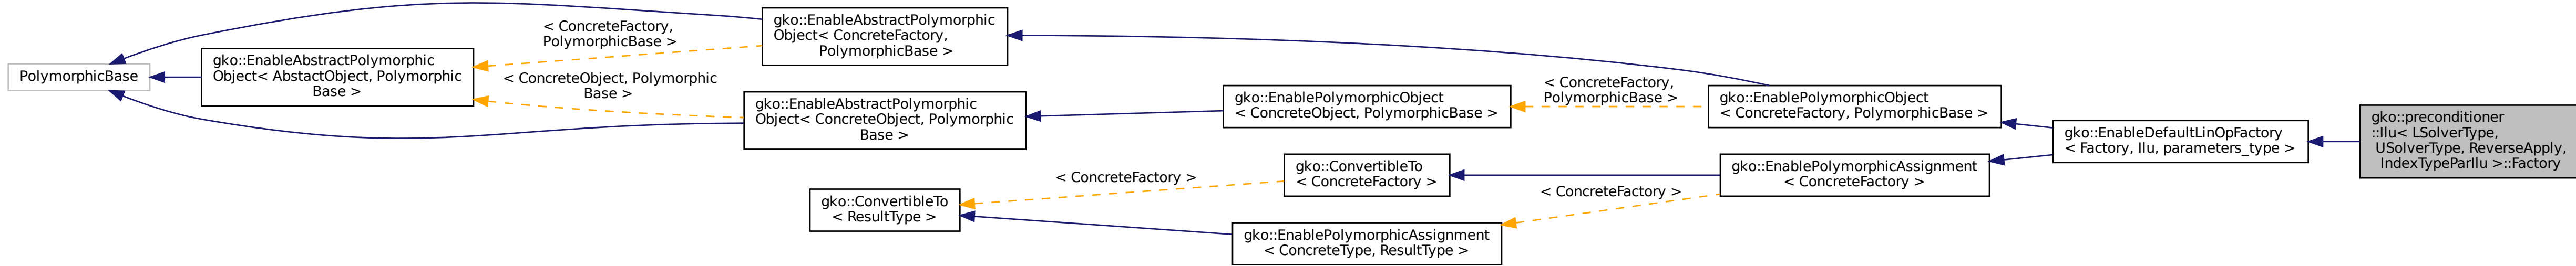 PolymorphicBase
gko::EnableAbstractPolymorphic
Object< AbstactObject, Polymorphic
Base >
< ConcreteFactory,
PolymorphicBase >
< ConcreteObject, Polymorphic
Base >
gko::EnableAbstractPolymorphic
Object< ConcreteFactory,
PolymorphicBase >
gko::EnableAbstractPolymorphic
Object< ConcreteObject, Polymorphic
Base >
gko::ConvertibleTo
< ResultType >
< ConcreteFactory >
gko::EnablePolymorphicObject
< ConcreteObject, PolymorphicBase >
gko::ConvertibleTo
< ConcreteFactory >
gko::EnablePolymorphicAssignment
< ConcreteType, ResultType >
< ConcreteFactory,
PolymorphicBase >
< ConcreteFactory >
gko::EnablePolymorphicObject
< ConcreteFactory, PolymorphicBase >
gko::EnablePolymorphicAssignment
< ConcreteFactory >
gko::EnableDefaultLinOpFactory
< Factory, Ilu, parameters_type >
gko::preconditioner
::Ilu< LSolverType,
USolverType, ReverseApply,
IndexTypeParIlu >::Factory